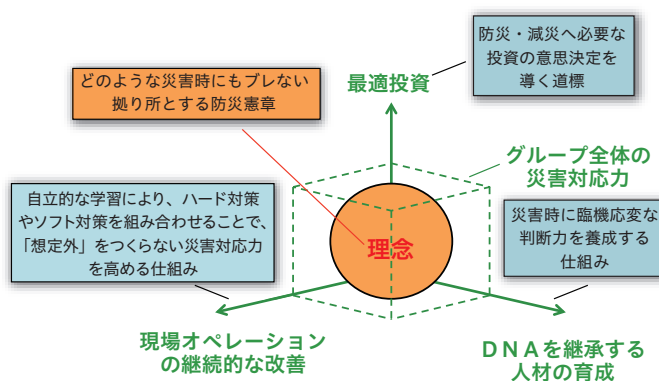 防災・減災へ必要な
投資の意思決定を
導く道標
どのような災害時にもブレない
拠り所とする防災憲章
最適投資
グループ全体の
災害対応力
自立的な学習により、ハード対策
やソフト対策を組み合わせることで、
「想定外」をつくらない災害対応力
を高める仕組み
災害時に臨機応変な
判断力を養成する
仕組み
理念
現場オペレーション
の継続的な改善
DNAを継承する
人材の育成